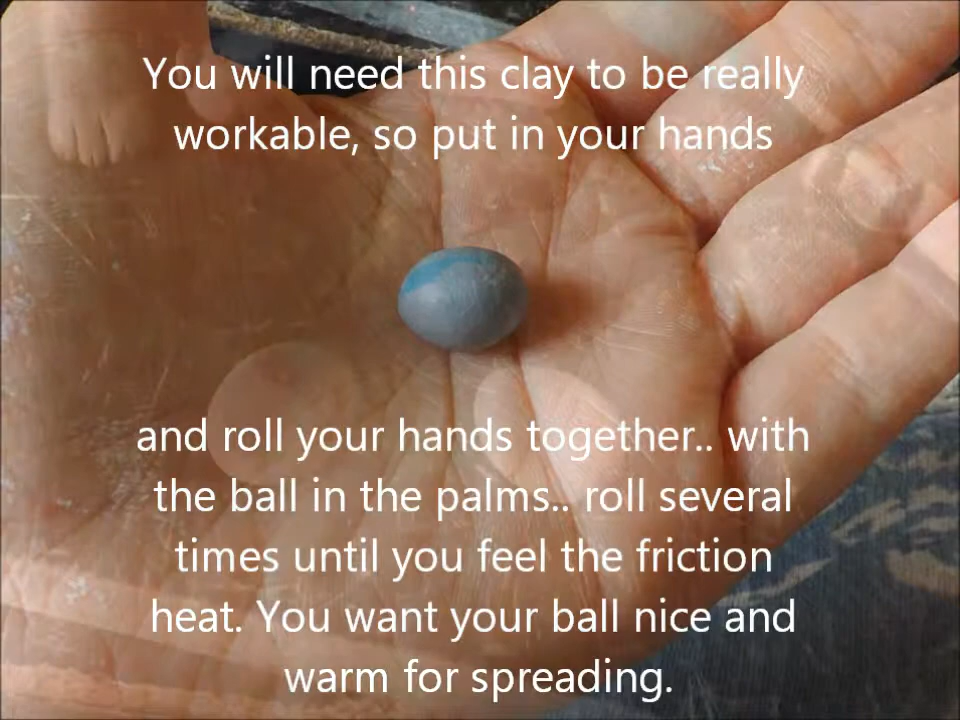 You will need this clay to be really
workable, so put in your hands
and roll your hands together.. with
the ball in the palms.. roll several
times until you feel the friction
heat. You want your ball nice and
warm for spreading.